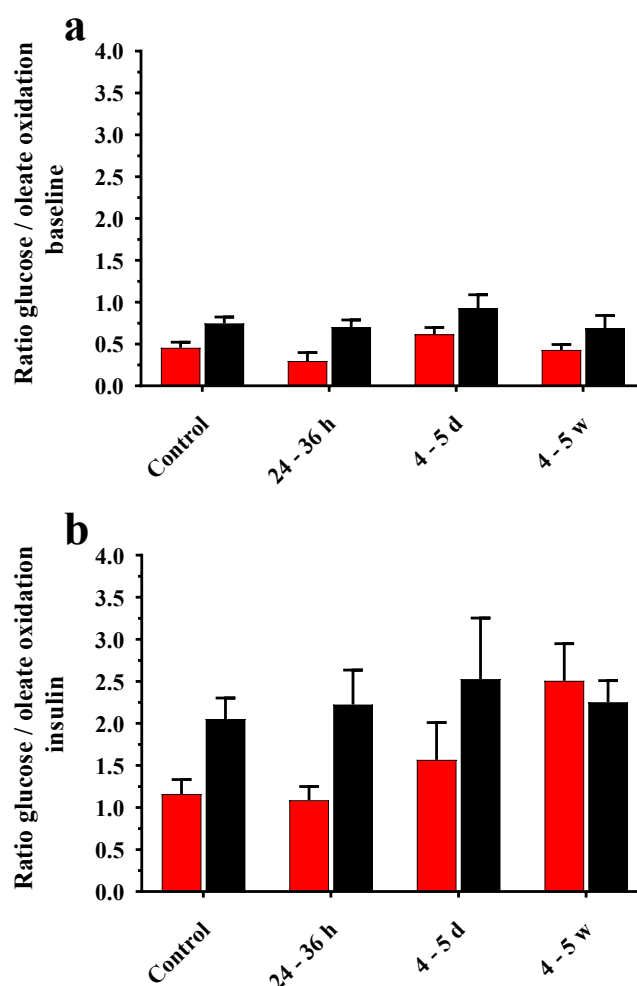 a
Ratio glucose / oleate oxidation
baseline
4.0
3.5
3.0
2.5
2.0
1.5
1.0
0.5
0.0
Control
24 - 36 h
4 - 5 d
4 - 5 w
b
Ratio glucose / oleate oxidation
insulin
4.0
3.5
3.0
2.5
2.0
1.5
1.0
0.5
0.0
Control
24 - 36 h
4 - 5 d
4 - 5 w